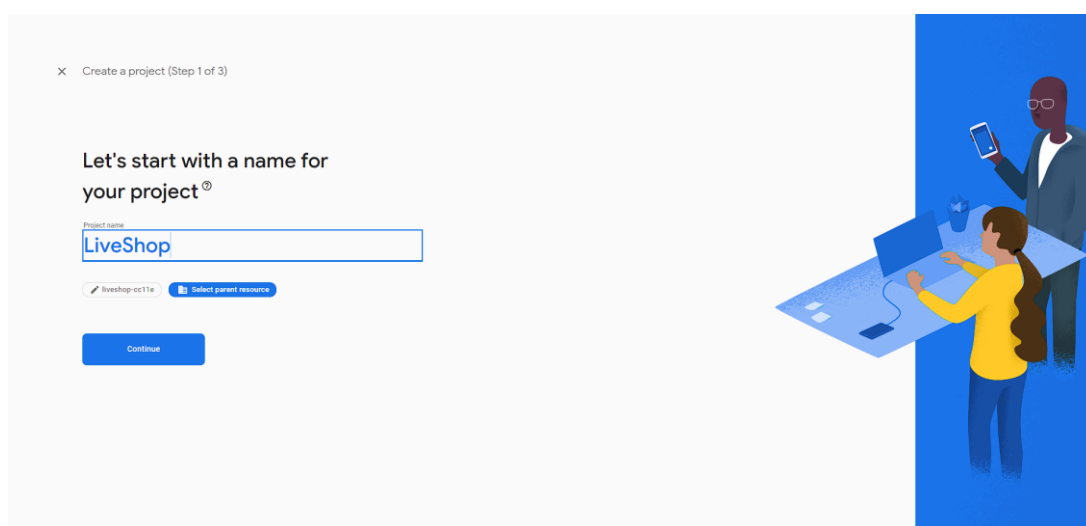 Create a project (Step 1 of 3)
Let's start with a name for
your project
Project name
LiveShop
liveshop-cc11e
Select parent resource
Continue